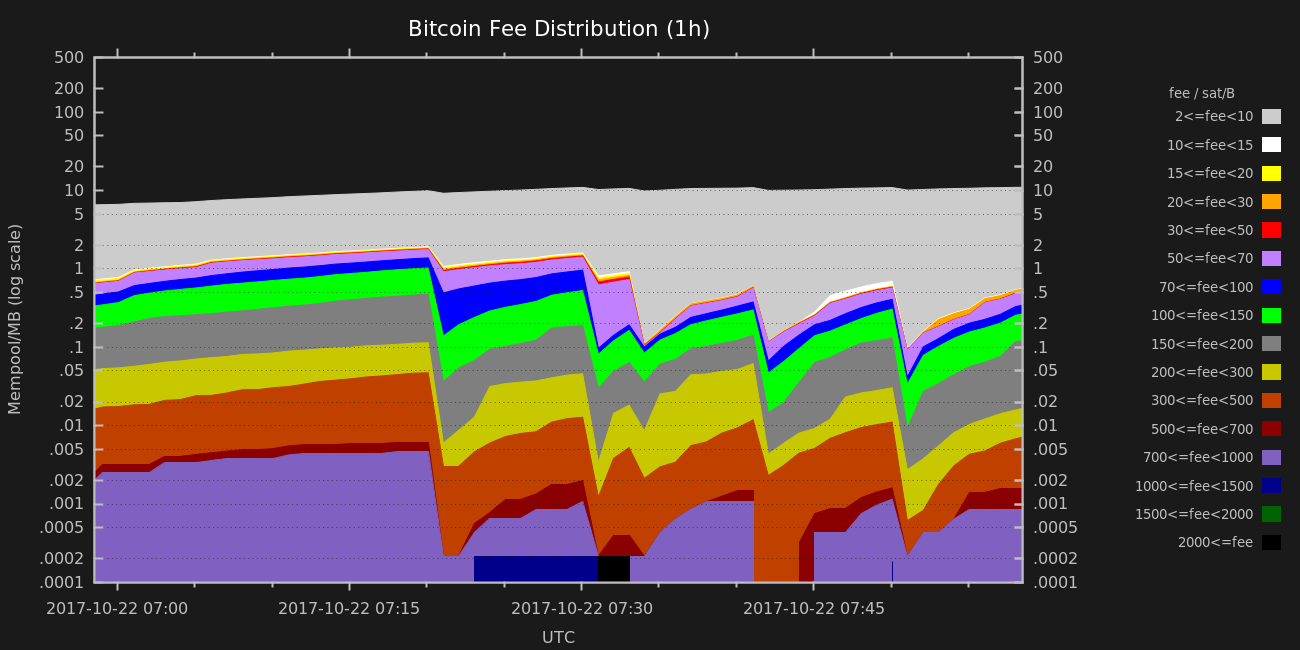 Bitcoin Fee Distribution (1h)
Mempool/MB (log scale)
500
200
100
50
20
10
5
2
1
.5
.2
.1
.05
.02
.01
.005
.002
.001
.0005
.0002
.0001
500
200
100
50
20
10
5
2
1
.5
.2
.1
.05
.02
.01
.005
.002
.001
.0005
.0002
.0001
2017-10-22 07:00 2017-10-22 07:15 2017-10-22 07:30 2017-10-22 07:45
UTC
fee / sat/B
2<=fee<10
10<=fee<15
15<=fee<20
20<=fee<30
30<=fee<50
50<=fee<70
70<=fee<100
100<=fee<150
150<=fee<200
200<=fee<300
300<=fee<500
500<=fee<700
700<=fee<1000
1000<=fee<1500
1500<=fee<2000
2000<=fee